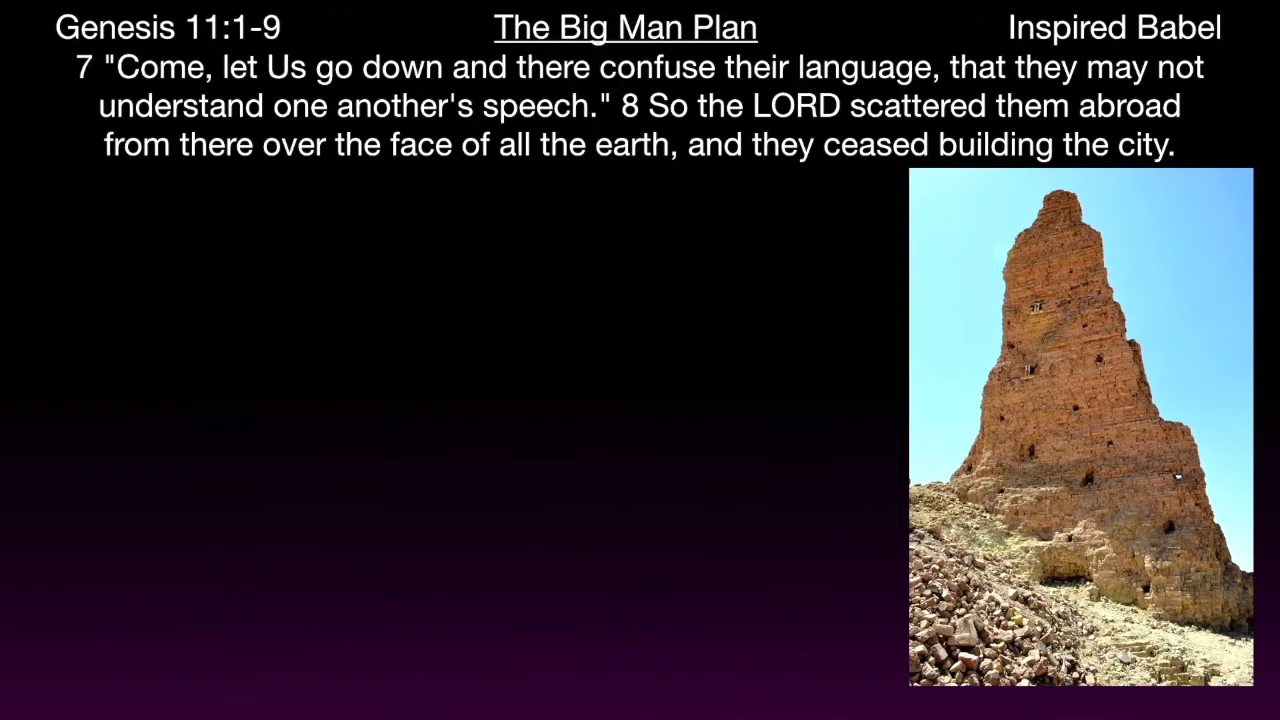 Genesis 11:1-9 The Big Man Plan Inspired Babel
7 "Come, let Us go down and there confuse their language, that they may not
understand one another's speech." 8 So the LORD scattered them abroad
from there over the face of all the earth, and they ceased building the city.